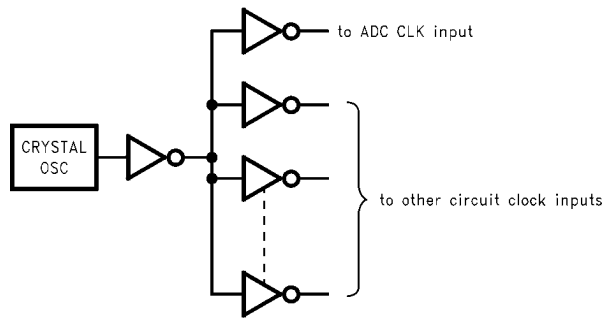 to ADC CLK input
CRYSTAL
OSC
to other circuit clock inputs